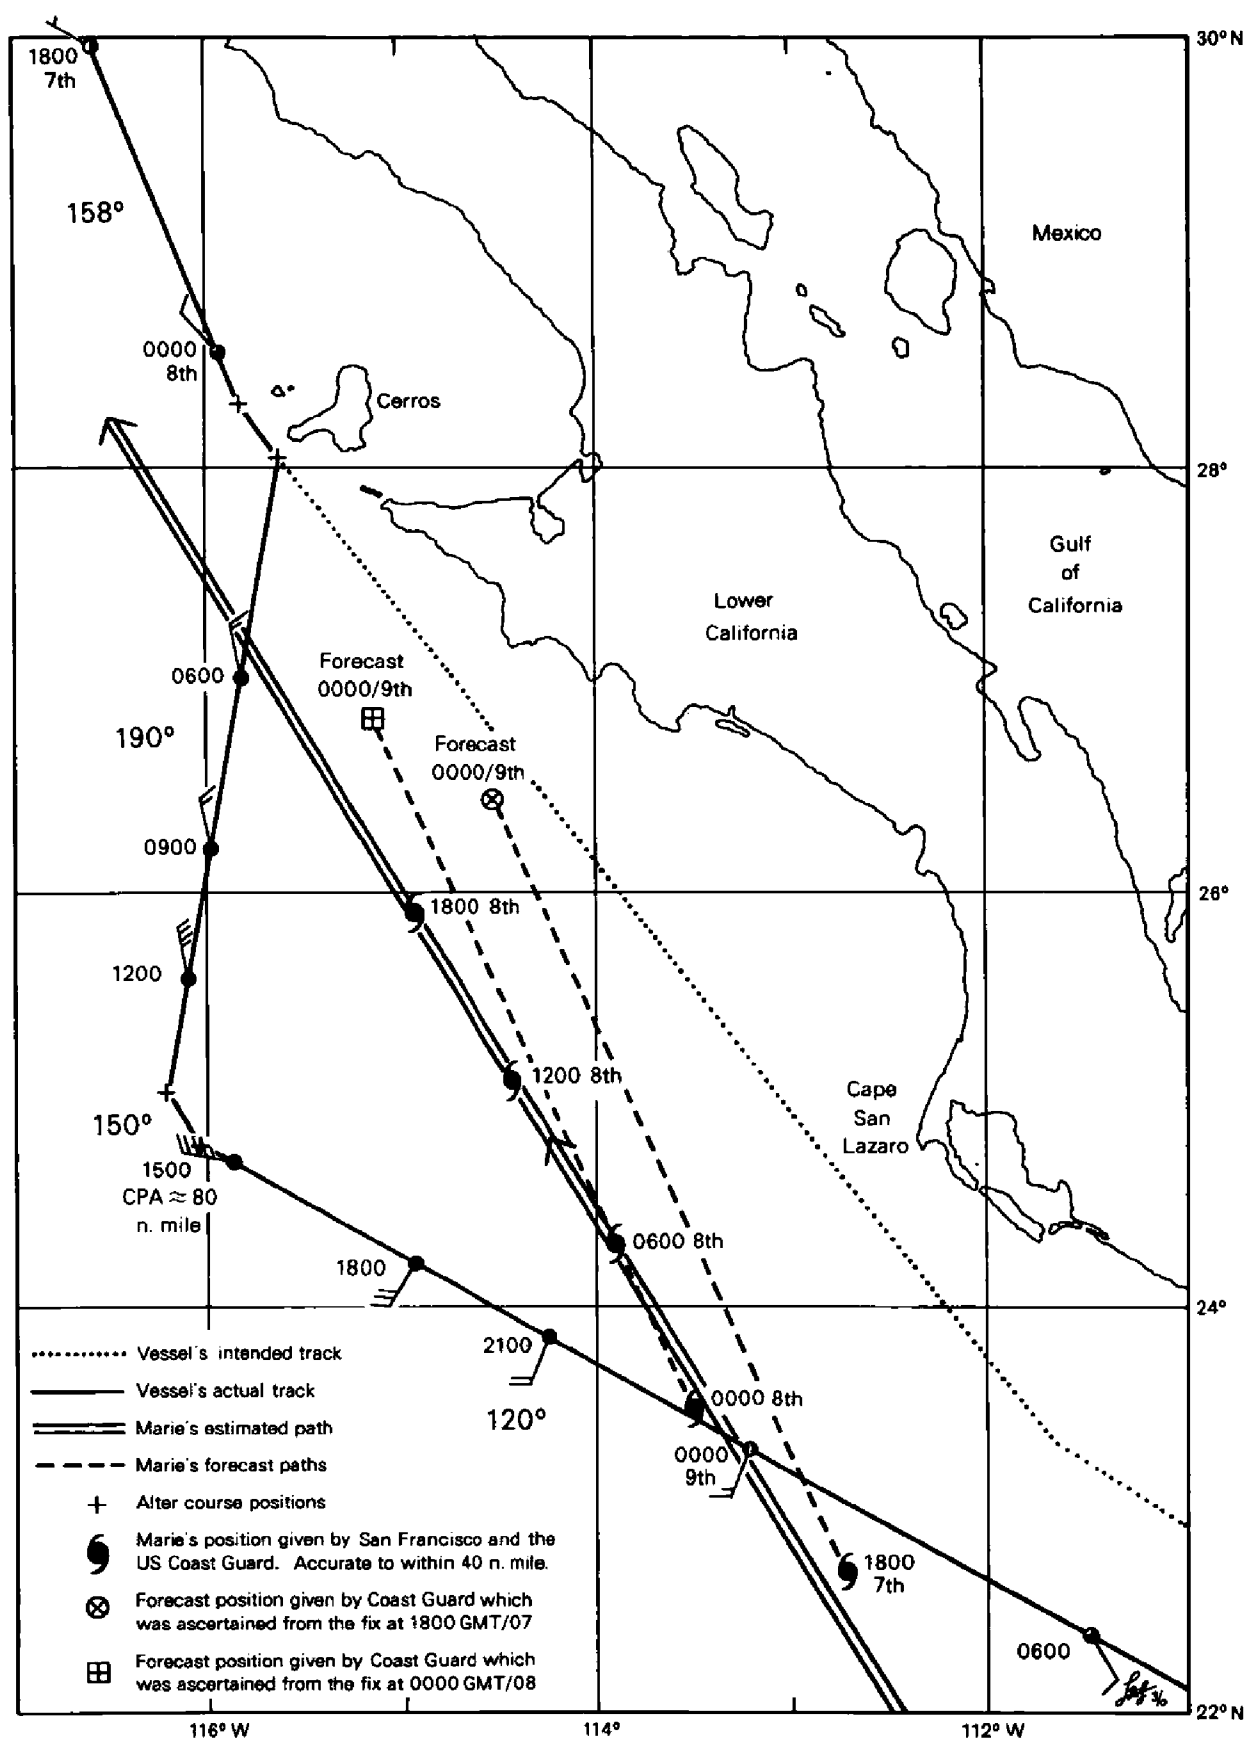 30° N
1800
7th
158°
Mexico
0000
8th
Cerros
28°
Gulf
of
California
Lower
California
Forecast
0000/9th
0600
190°
Forecast
0000/9th
0900
26°
1800 8th
1200
1200 8th
Cape
San
Lazaro
150°
1500
CPA ≈ 80
n. mile
0600 8th
1800
24°
2100
0000 8th
120°
0000
9th
1800
7th
0600
Vessel's intended track
Vessel's actual track
Marie's estimated path
Marie's forecast paths
Alter course positions
Marie's position given by San Francisco and the
US Coast Guard. Accurate to within 40 n. mile.
Forecast position given by Coast Guard which
was ascertained from the fix at 1800 GMT/07
Forecast position given by Coast Guard which
was ascertained from the fix at 0000 GMT/08
22° N
116° W
114°
112° W